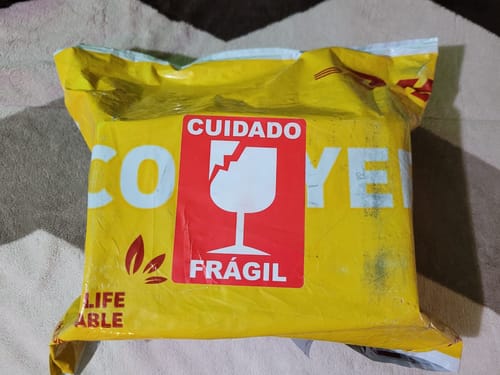 CUIDADO
CO YE
FRÁGIL
LIFE
ABLE